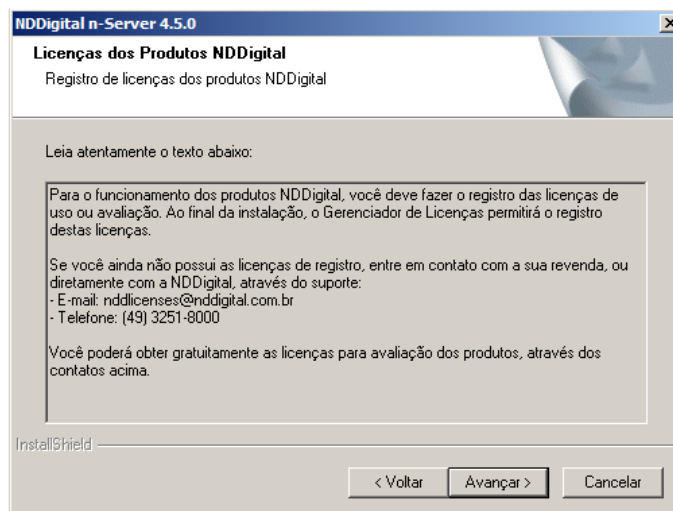 NDDigital n-Server 4.5.0
Licenças dos Produtos NDDigital
Registro de licenças dos produtos NDDigital
Leia atentamente o texto abaixo:
Para o funcionamento dos produtos NDDigital, você deve fazer o registro das licenças de
uso ou avaliação. Ao final da instalação, o Gerenciador de Licenças permitirá o registro
destas licenças.
Se você ainda não possui as licenças de registro, entre em contato com a sua revenda, ou
diretamente com a NDDigital, através do suporte:
- E-mail: nddlicenses@nddigital.com.br
- Telefone: (49) 3251-8000
Você poderá obter gratuitamente as licenças para avaliação dos produtos, através dos
contatos acima.
InstallShield
< Voltar
Avançar >
Cancelar